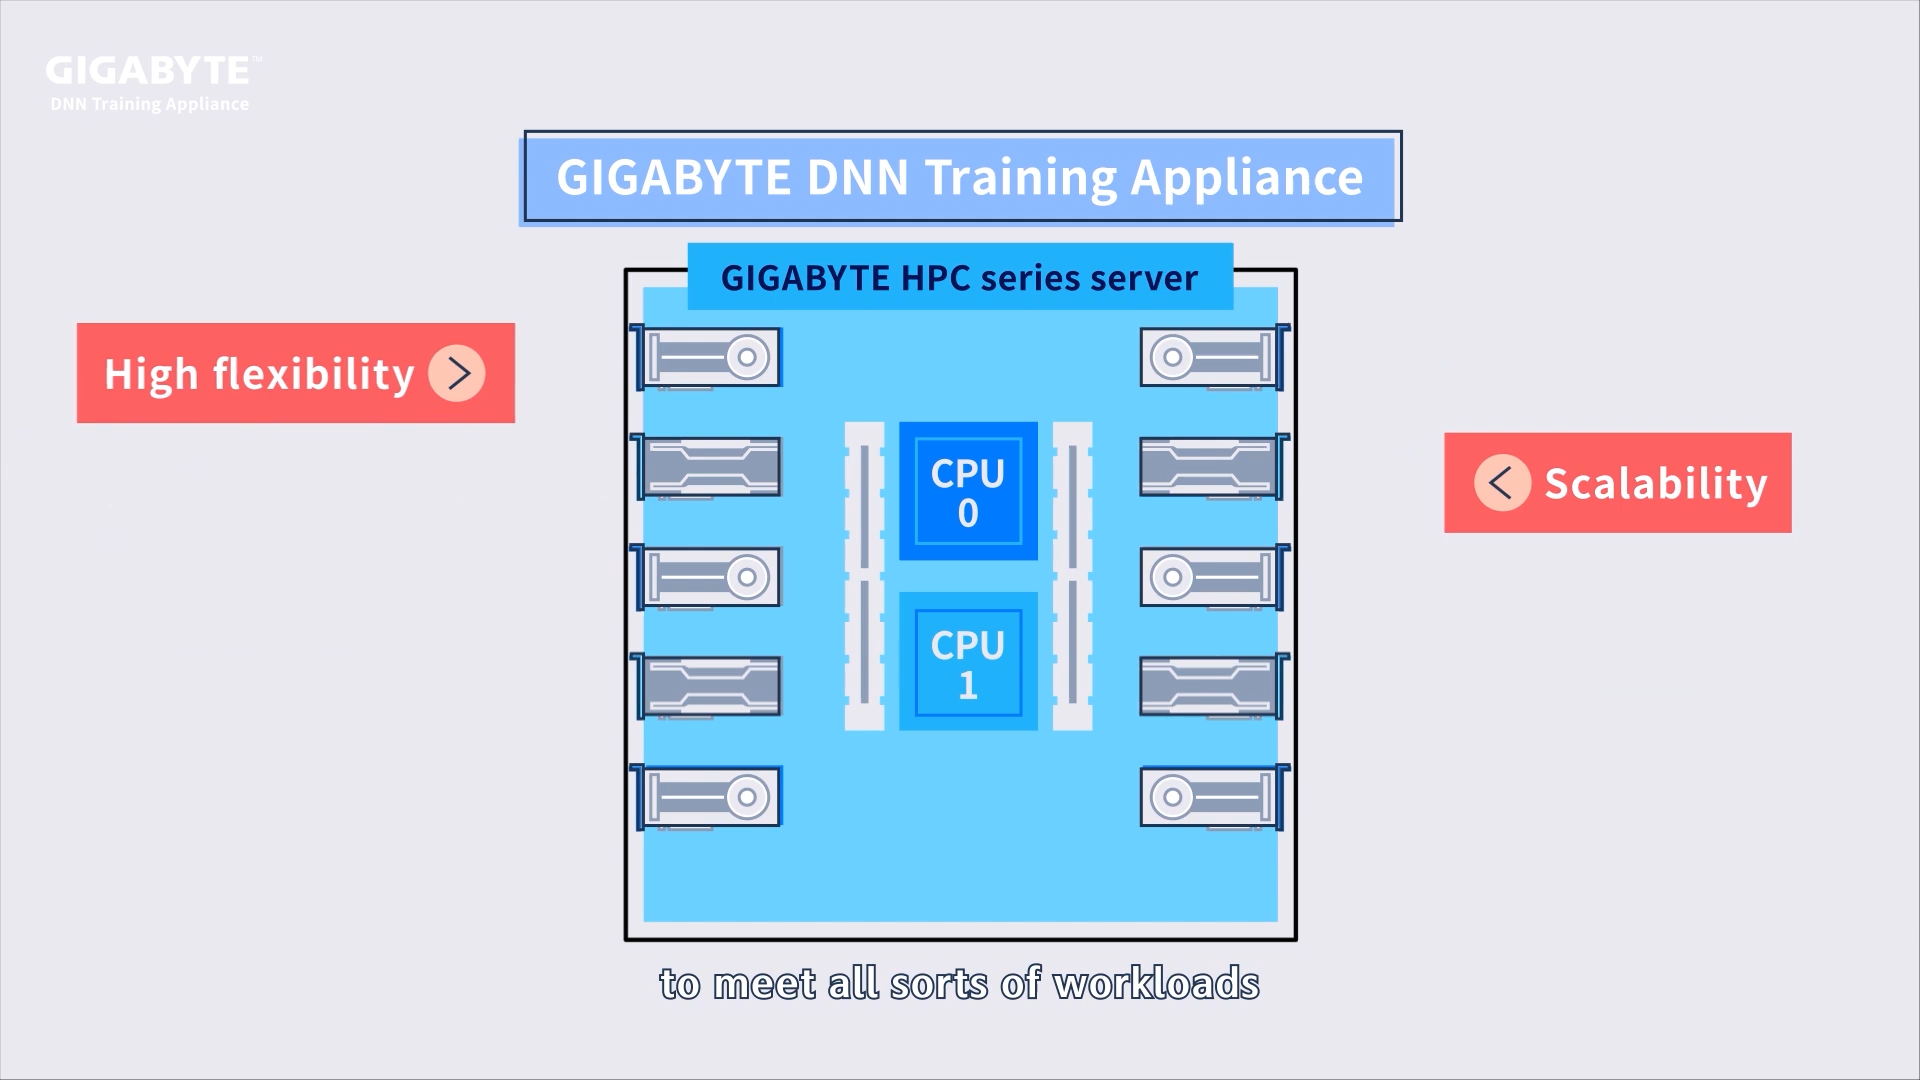 GIGABYTE™
DNN Training Appliance
GIGABYTE DNN Training Appliance
GIGABYTE HPC series server
High flexibility
CPU
0
Scalability
CPU
1
to meet all sorts of workloads